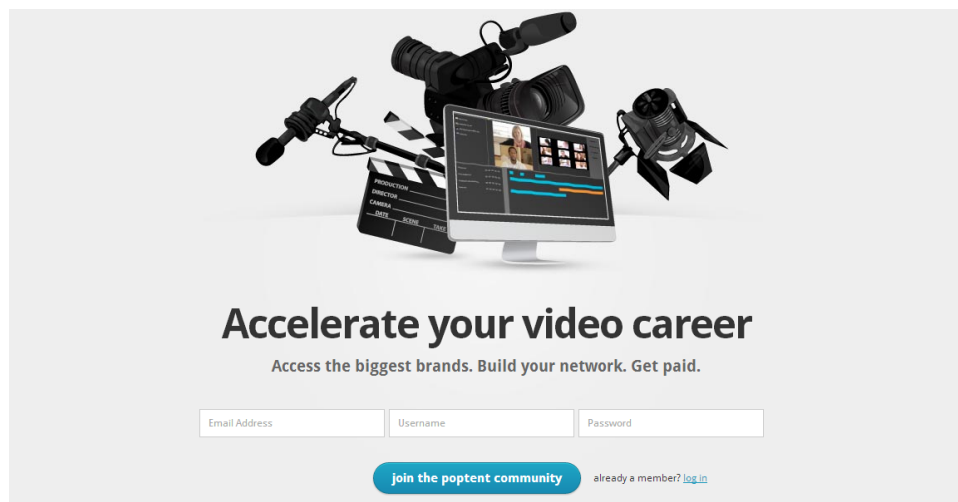 PRODUCTION
DIRECTOR
CAMERA
DATE SCENE TAKE
Accelerate your video career
Access the biggest brands. Build your network. Get paid.
Email Address Username Password
join the poptent community already a member? log in